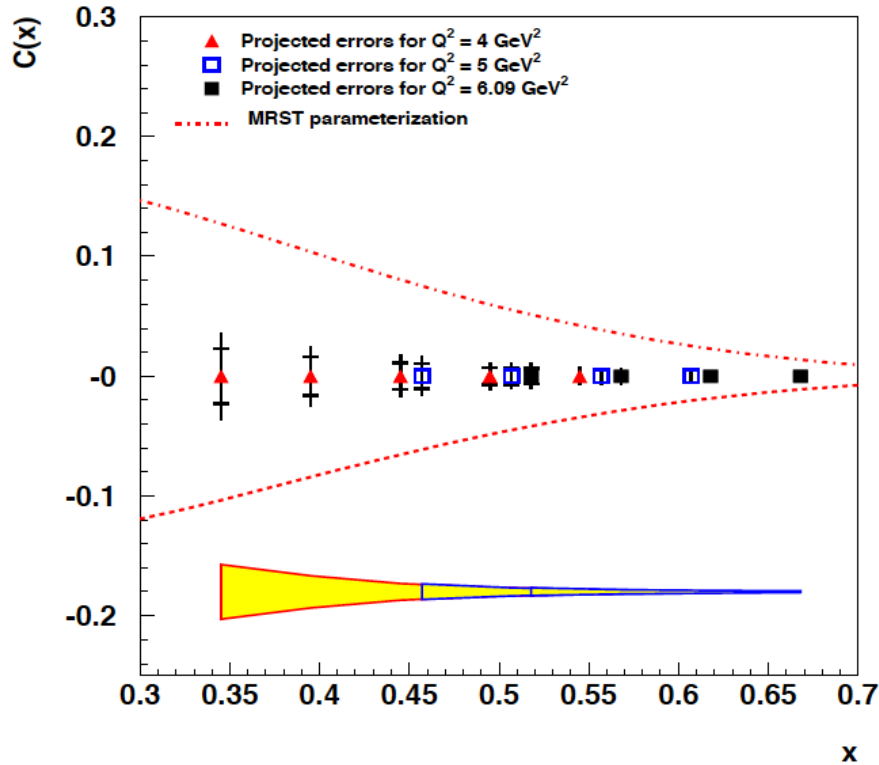 C(x)
0.3
0.2
0.1
-0
-0.1
-0.2
Projected errors for Q² = 4 GeV²
Projected errors for Q² = 5 GeV²
Projected errors for Q² = 6.09 GeV²
MRST parameterization
0.3 0.35 0.4 0.45 0.5 0.55 0.6 0.65 0.7
x